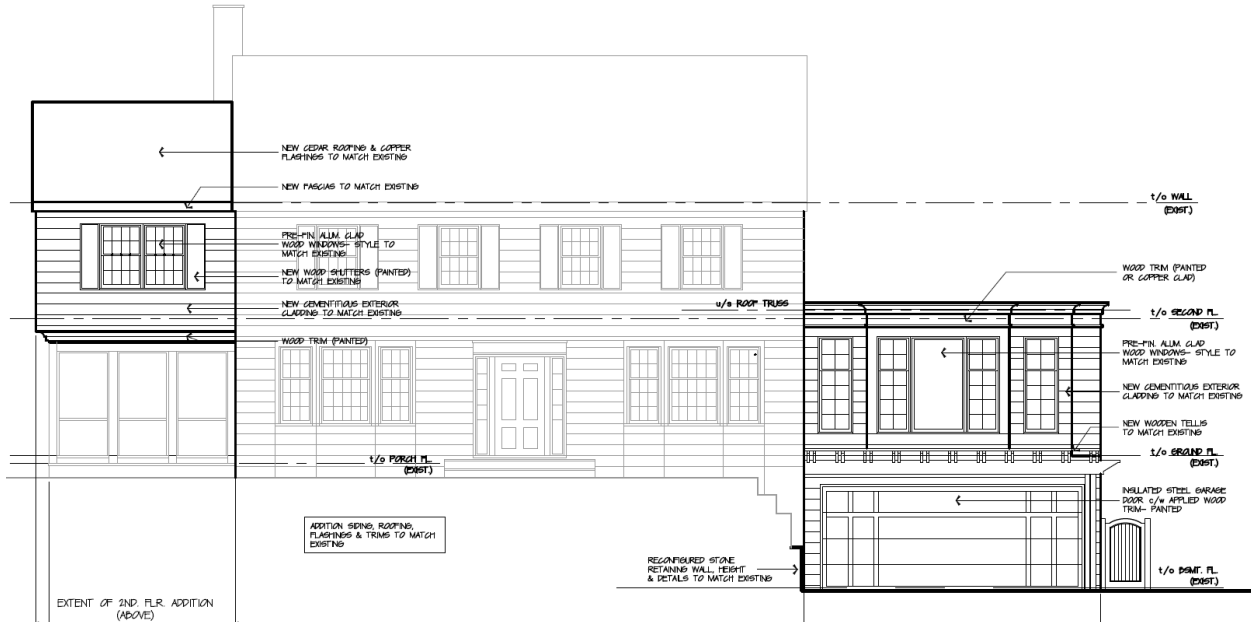 NEW CEDAR ROOFING & COPPER
FLASHINGS TO MATCH EXISTING
NEW FASCIAS TO MATCH EXISTING
t/o WALL
(EXIST.)
PRE-FIN. ALUM. CLAD
WOOD WINDOWS- STYLE TO
MATCH EXISTING
NEW WOOD SHUTTERS (PAINTED)
TO MATCH EXISTING
NEW CEMENTITIOUS EXTERIOR
CLADDING TO MATCH EXISTING
WOOD TRIM (PAINTED)
u/s ROOF TRUSS
WOOD TRIM (PAINTED
OR COPPER CLAD)
t/o SECOND FL.
(EXIST.)
PRE-FIN. ALUM. CLAD
WOOD WINDOWS- STYLE TO
MATCH EXISTING
NEW CEMENTITIOUS EXTERIOR
CLADDING TO MATCH EXISTING
NEW WOODEN TELLIS
TO MATCH EXISTING
t/o PORCH FL.
(EXIST.)
t/o GROUND FL.
(EXIST.)
INSULATED STEEL GARAGE
DOOR c/w APPLIED WOOD
TRIM- PAINTED
ADDITION SIDING, ROOFING,
FLASHINGS & TRIMS TO MATCH
EXISTING
RECONFIGURED STONE
RETAINING WALL, HEIGHT
& DETAILS TO MATCH EXISTING
t/o BSMT. FL.
(EXIST.)
EXTENT OF 2ND. FLR. ADDITION
(ABOVE)